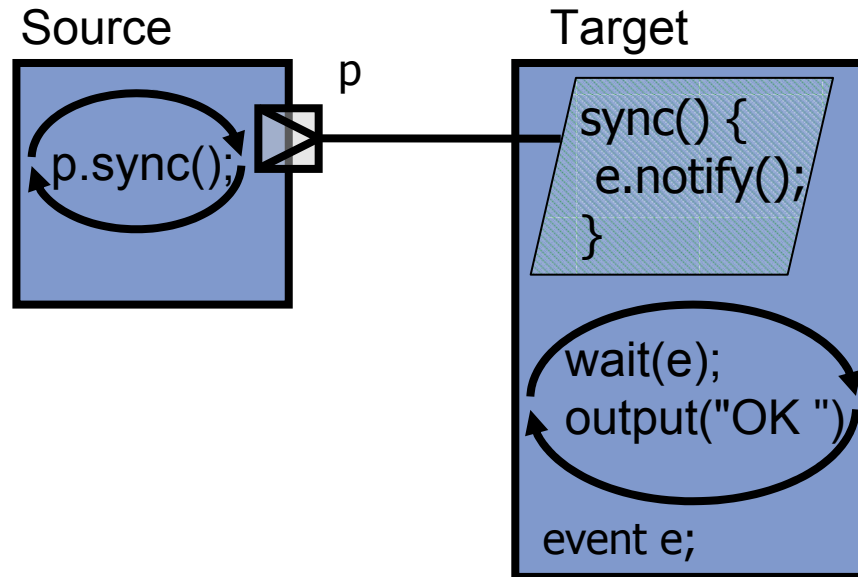 Source
Target
p
p.sync();
sync() {
e.notify();
}
wait(e);
output("OK ")
event e;